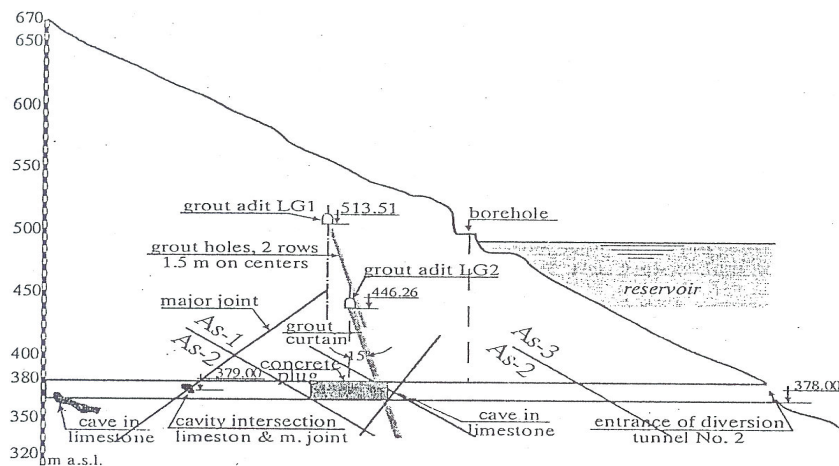 670
650
600
550
500
450
400
380
350
320
m a.s.l.
grout adit LG1
513.51
borehole
grout holes, 2 rows
1.5 m on centers
grout adit LG2
446.26
reservoir
major joint
As-1
As-2
grout
curtain
15°
As-3
As-2
379.00
concrete
plug
378.00
cave in
limestone
cavity intersection
limeston & m. joint
cave in
limestone
entrance of diversion
tunnel No. 2